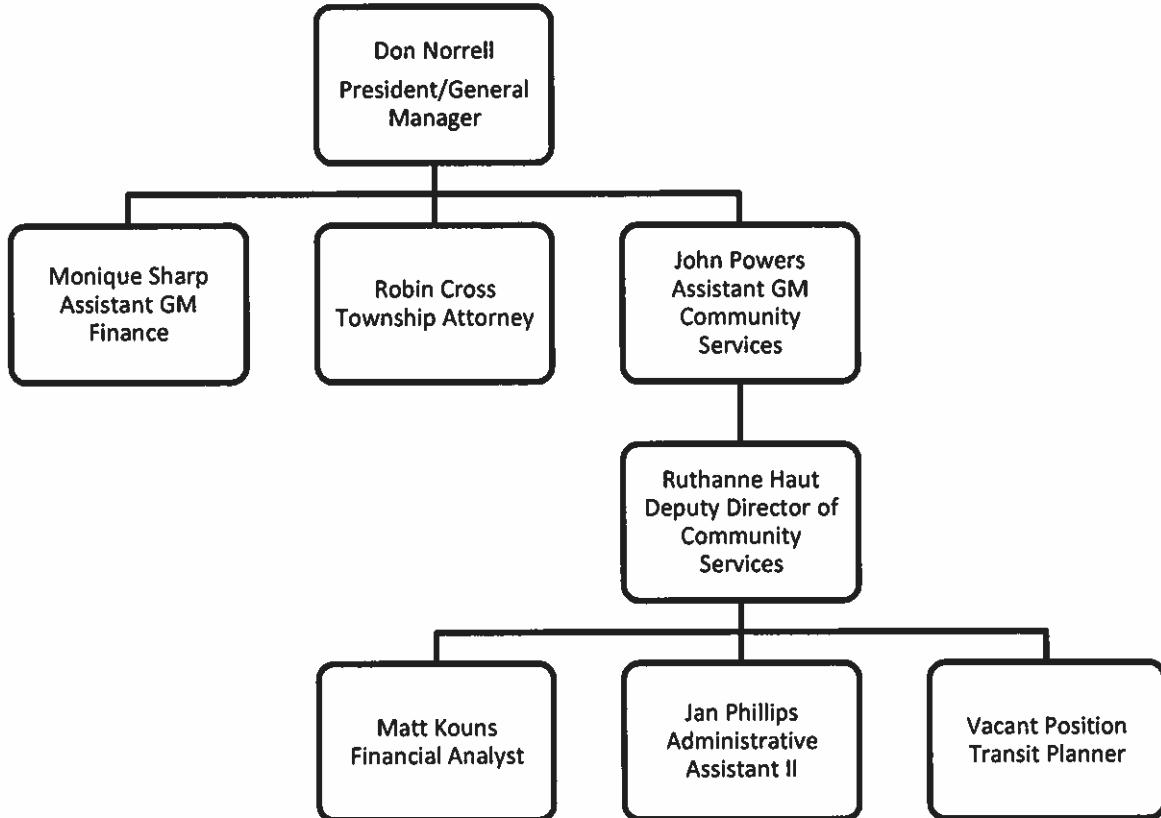 Don Norrell
President/General
Manager
Monique Sharp
Assistant GM
Finance
Robin Cross
Township Attorney
John Powers
Assistant GM
Community
Services
Ruthanne Haut
Deputy Director of
Community
Services
Matt Kouns
Financial Analyst
Jan Phillips
Administrative
Assistant II
Vacant Position
Transit Planner